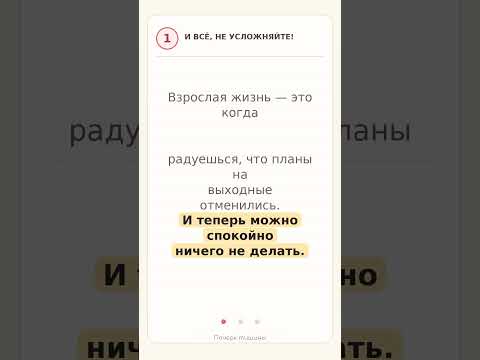 1
И ВСЁ, НЕ УСЛОЖНЯЙТЕ!
Взрослая жизнь — это
когда
радуешься, что планы
на
выходные
отменились.
И теперь можно
спокойно
ничего не делать.